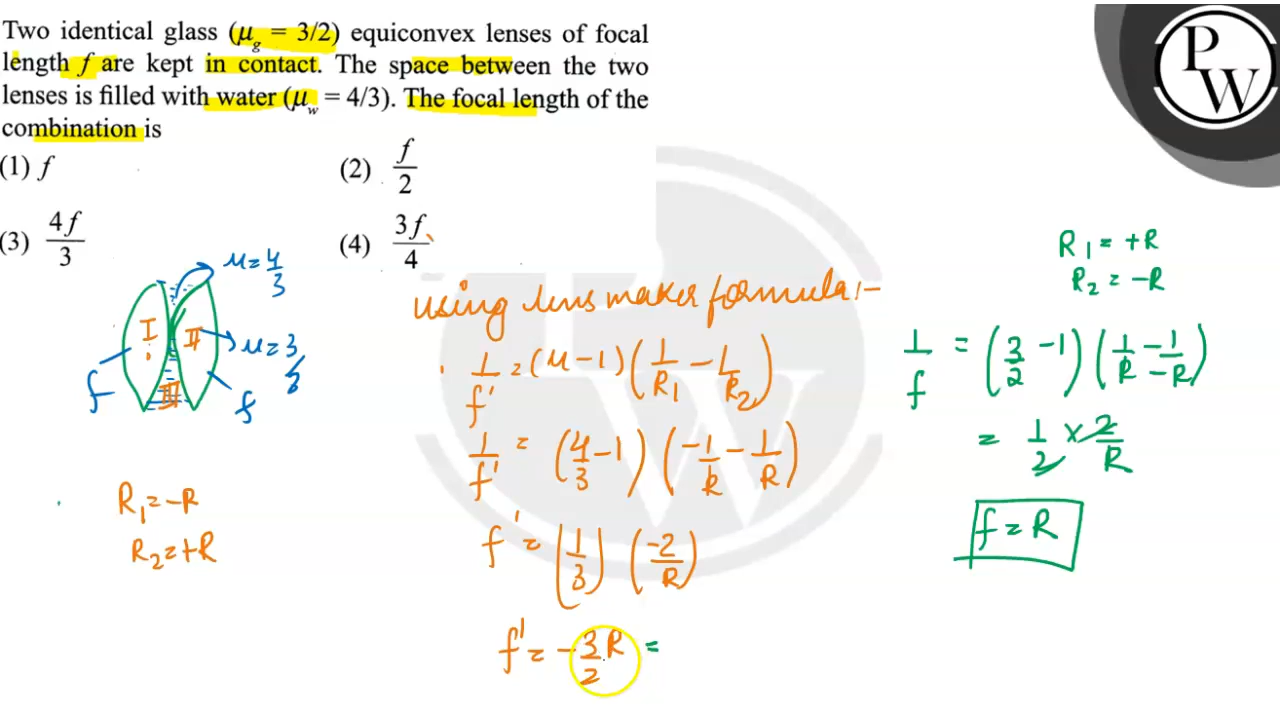 Two identical glass (μg = 3/2) equiconvex lenses of focal
length f are kept in contact. The space between the two
lenses is filled with water (μw = 4/3). The focal length of the
combination is
(1) f
(2) f/2
(3) 4f/3
(4) 3f/4
P
W
μ=4/3
I
II
μ=3/3
III
f
f
R1=-R
R2=+R
using lens maker formula:-
1/f' = (μ-1)(1/R1 - 1/R2)
1/f' = (4/3-1)(-1/R - 1/R)
f' = (1/3)(-2/R)
f' = -3/2 R =
R1 = +R
R2 = -R
1/f = (3/2 -1)(1/R - 1/-R)
= 1/2 × 2/R
f = R